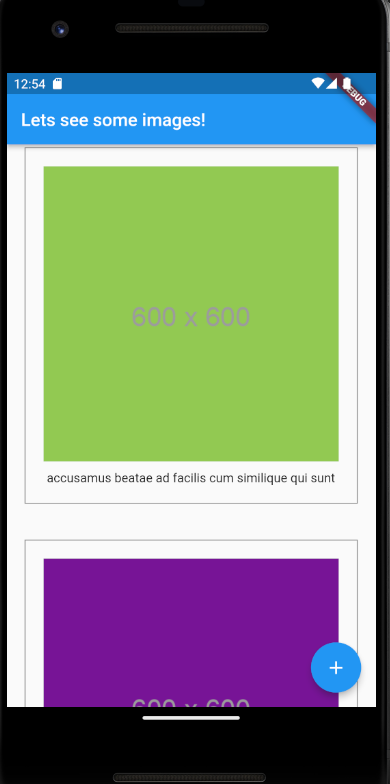 12:54
DEBUG
Lets see some images!
600 x 600
accusamus beatae ad facilis cum similique qui sunt
600 x 600
+